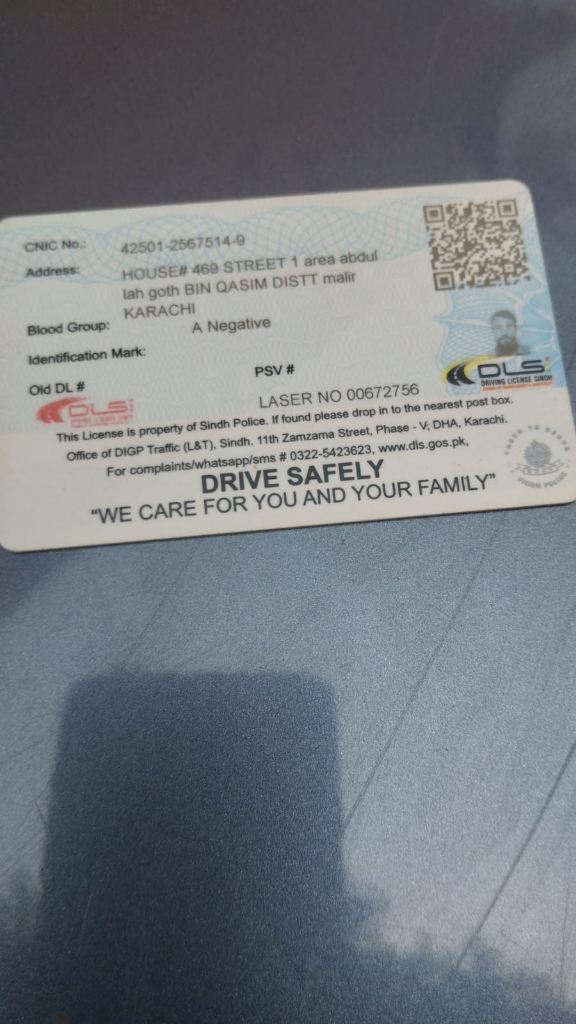 CNIC No.: 42501-2567514-9
Address: HOUSE# 469 STREET 1 area abdul
lah goth BIN QASIM DISTT malir
KARACHI
Blood Group: A Negative
Identification Mark:
PSV #
Old DL #
LASER NO 00672756
DLS
DLS
DRIVING LICENSE SINDH
This License is property of Sindh Police. If found please drop in to the nearest post box.
Office of DIGP Traffic (L&T), Sindh. 11th Zamzama Street, Phase - V; DHA, Karachi.
For complaints/whatsapp/sms # 0322-5423623, www.dls.gos.pk,
DRIVE SAFELY
“WE CARE FOR YOU AND YOUR FAMILY”
SINDH POLICE